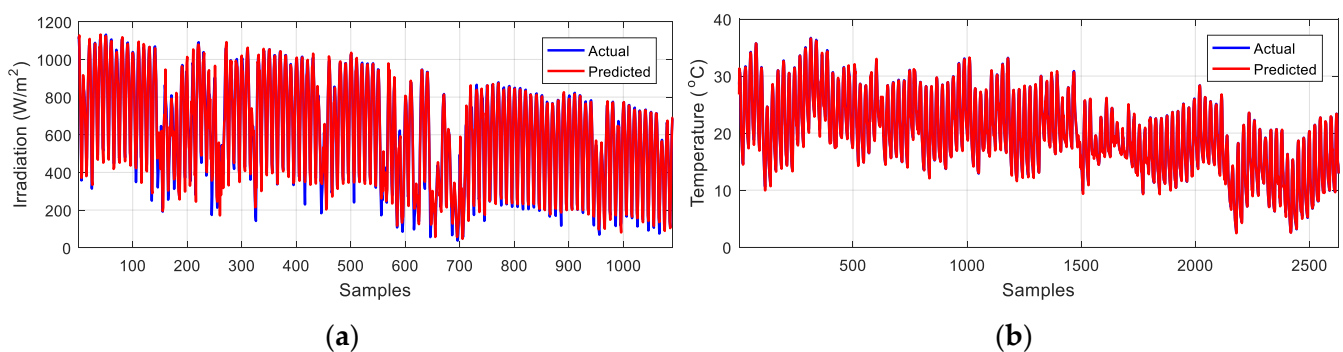 1200
1000
800
600
400
200
0
Irradiation (W/m²)
Actual
Predicted
100 200 300 400 500 600 700 800 900 1000
Samples
(a)
40
30
20
10
0
Temperature (°C)
Actual
Predicted
500 1000 1500 2000 2500
Samples
(b)